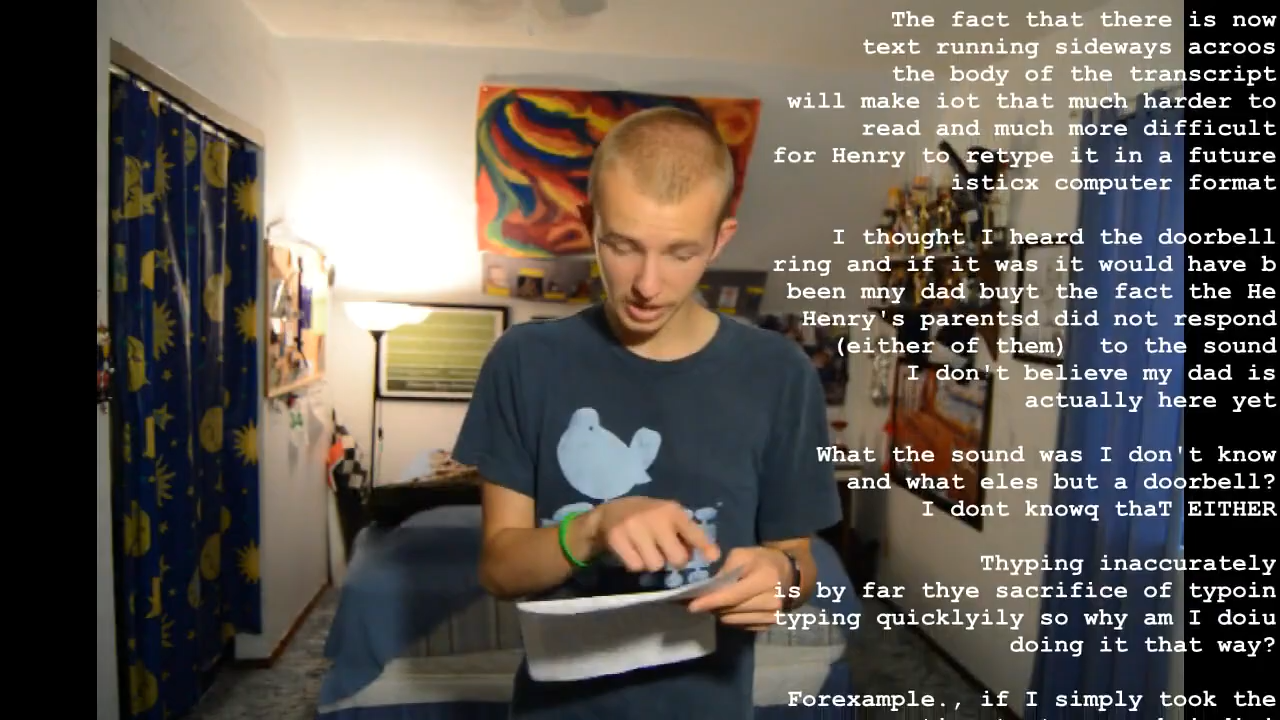 The fact that there is now
text running sideways acroos
the body of the transcript
will make iot that much harder to
read and much more difficult
for Henry to retype it in a future
isticx computer format
I thought I heard the doorbell
ring and if it was it would have b
been mny dad buyt the fact the He
Henry's parentsd did not respond
(either of them)  to the sound
I don't believe my dad is
actually here yet
What the sound was I don't know
and what eles but a doorbell?
I dont knowq thaT EITHER
Thyping inaccurately
is by far thye sacrifice of typoin
typing quicklyily so why am I doiu
doing it that way?
Forexample., if I simply took the